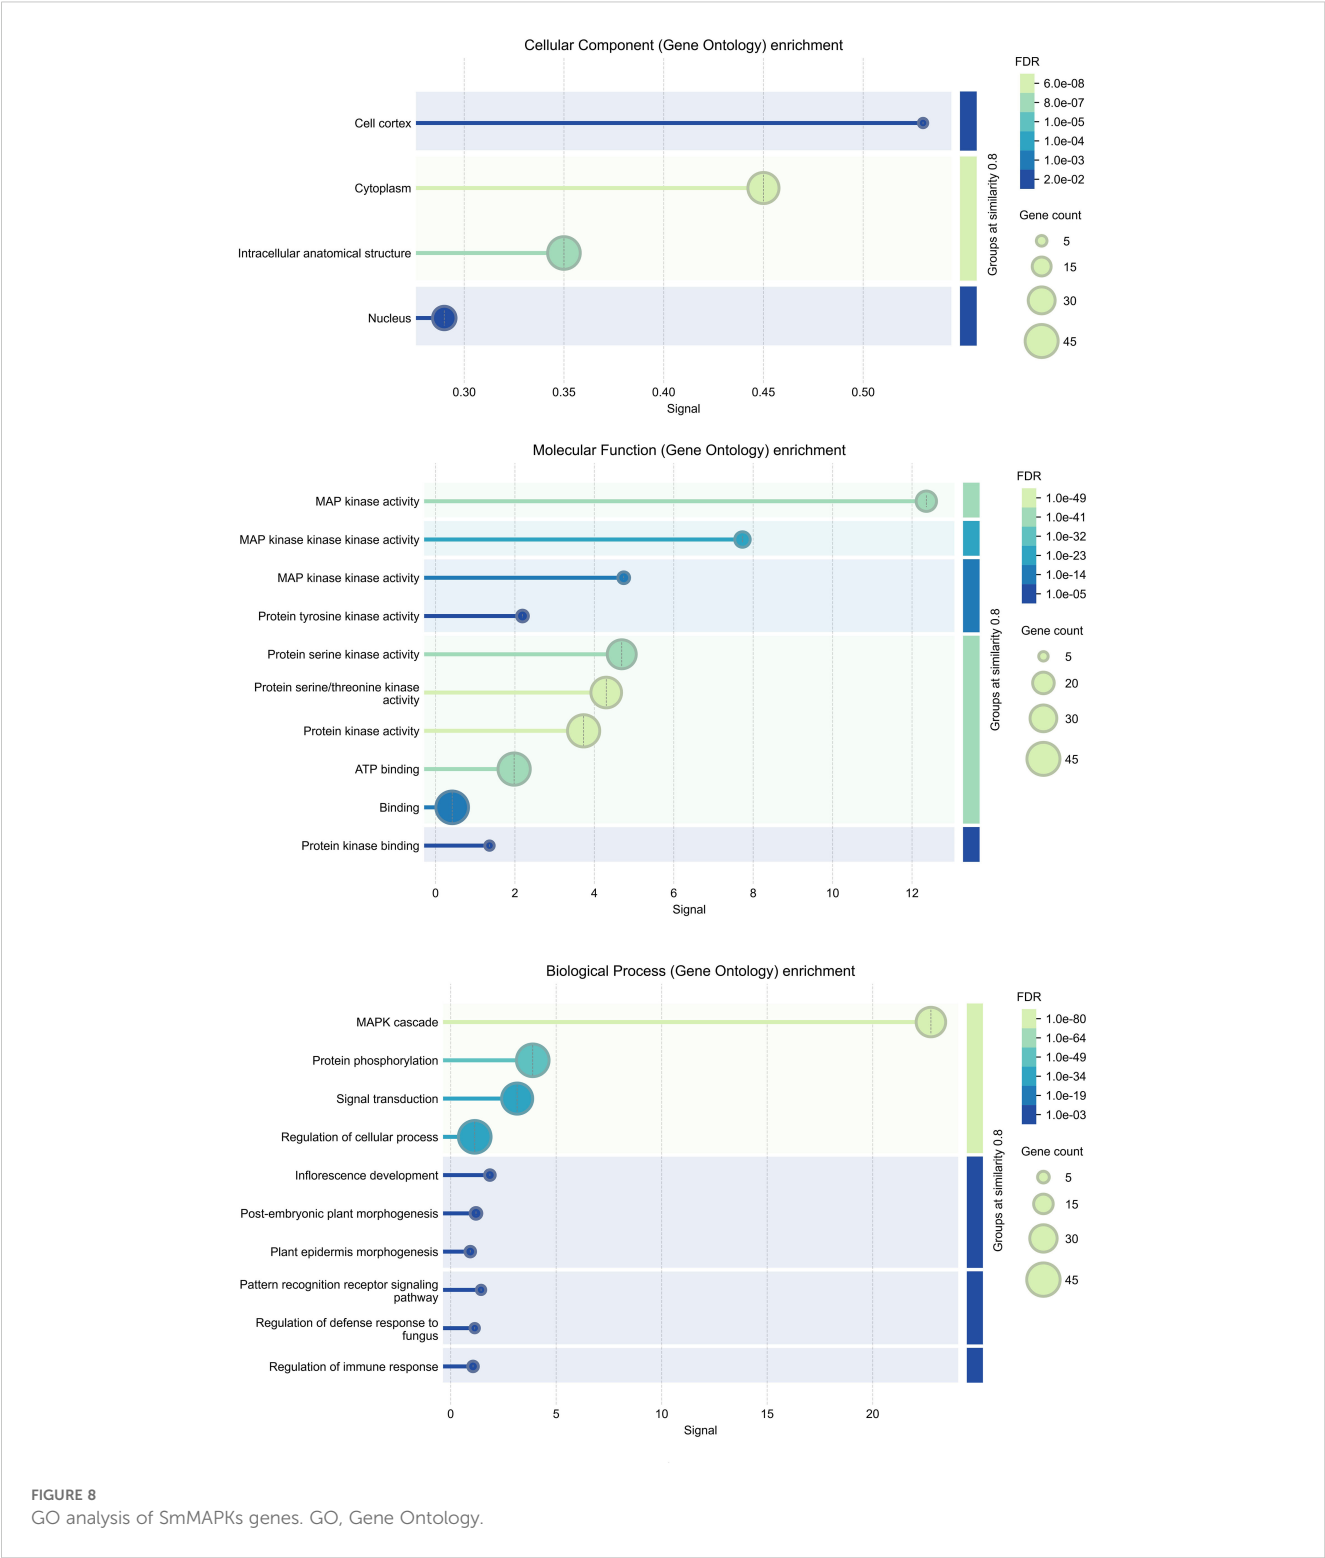 Cellular Component (Gene Ontology) enrichment
Cell cortex
Cytoplasm
Intracellular anatomical structure
Nucleus
0.30
0.35
0.40
0.45
0.50
Signal
Groups at similarity 0.8
FDR
6.0e-08
8.0e-07
1.0e-05
1.0e-04
1.0e-03
2.0e-02
Gene count
5
15
30
45
Molecular Function (Gene Ontology) enrichment
MAP kinase activity
MAP kinase kinase kinase activity
MAP kinase kinase activity
Protein tyrosine kinase activity
Protein serine kinase activity
Protein serine/threonine kinase
activity
Protein kinase activity
ATP binding
Binding
Protein kinase binding
0
2
4
6
8
10
12
Signal
Groups at similarity 0.8
FDR
1.0e-49
1.0e-41
1.0e-32
1.0e-23
1.0e-14
1.0e-05
Gene count
5
20
30
45
Biological Process (Gene Ontology) enrichment
MAPK cascade
Protein phosphorylation
Signal transduction
Regulation of cellular process
Inflorescence development
Post-embryonic plant morphogenesis
Plant epidermis morphogenesis
Pattern recognition receptor signaling
pathway
Regulation of defense response to
fungus
Regulation of immune response
0
5
10
15
20
Signal
Groups at similarity 0.8
FDR
1.0e-80
1.0e-64
1.0e-49
1.0e-34
1.0e-19
1.0e-03
Gene count
5
15
30
45
FIGURE 8
GO analysis of SmMAPKs genes. GO, Gene Ontology.